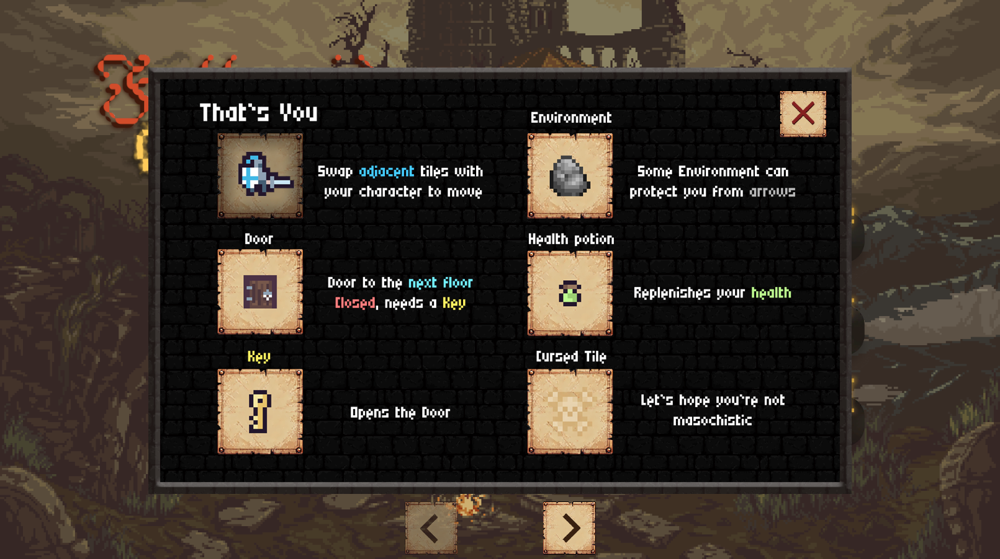 That's You
Swap adjacent tiles with
your character to move
Door
Door to the next floor
Closed, needs a Key
Key
Opens the Door
Environment
Some Environment can
protect you from arrows
Health potion
Replenishes your health
Cursed Tile
Let's hope you're not
masochistic